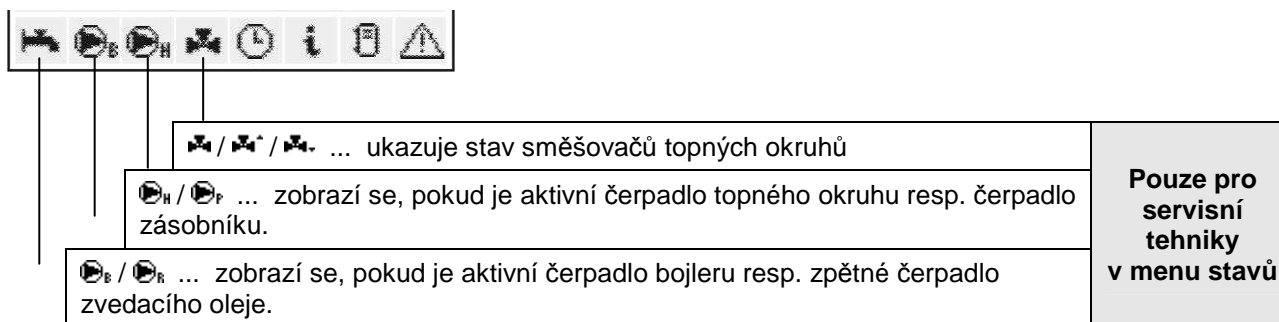 B H i
/ / ... ukazuje stav směšovačů topných okruhů
H / P ... zobrazí se, pokud je aktivní čerpadlo topného okruhu resp. čerpadlo
zásobníku.
B / R ... zobrazí se, pokud je aktivní čerpadlo bojleru resp. zpětné čerpadlo
zvedacího oleje.
Pouze pro
servisní
tehniky
v menu stavů